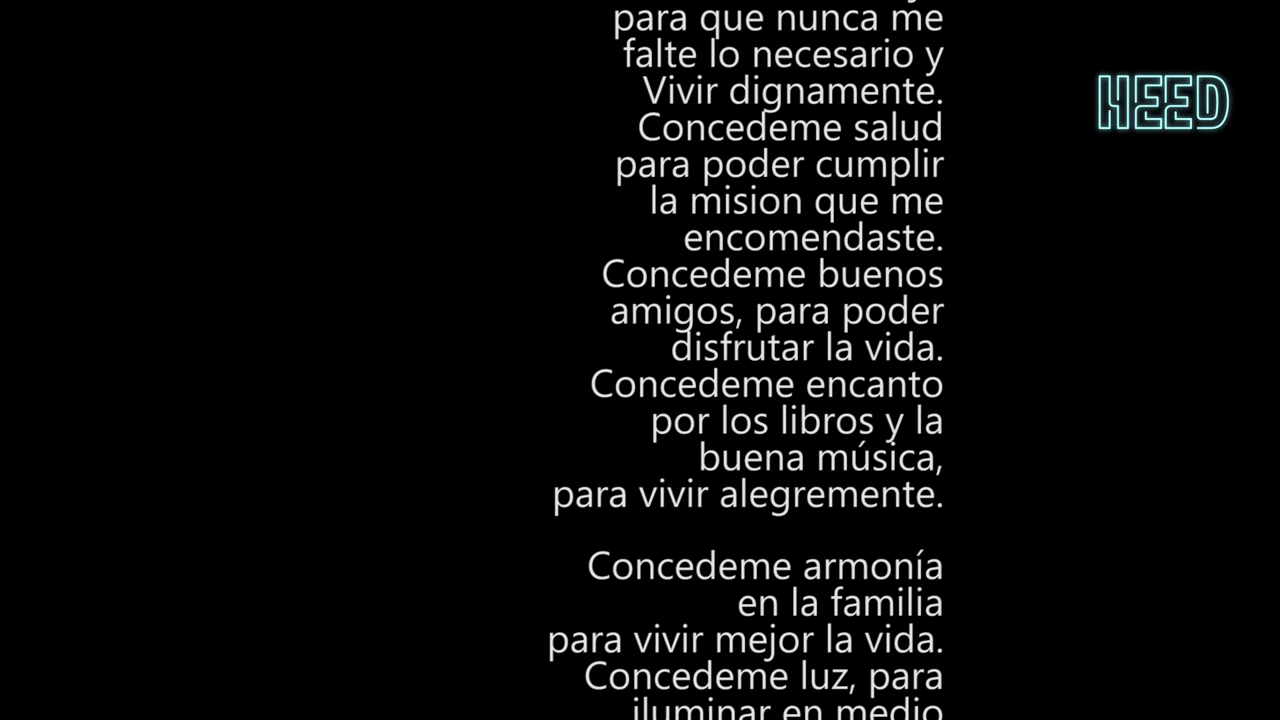 para que nunca me
falte lo necesario y
Vivir dignamente.
Concedeme salud
para poder cumplir
la mision que me
encomendaste.
Concedeme buenos
amigos, para poder
disfrutar la vida.
Concedeme encanto
por los libros y la
buena música,
para vivir alegremente.
Concedeme armonía
en la familia
para vivir mejor la vida.
Concedeme luz, para
iluminar en medio
HEED